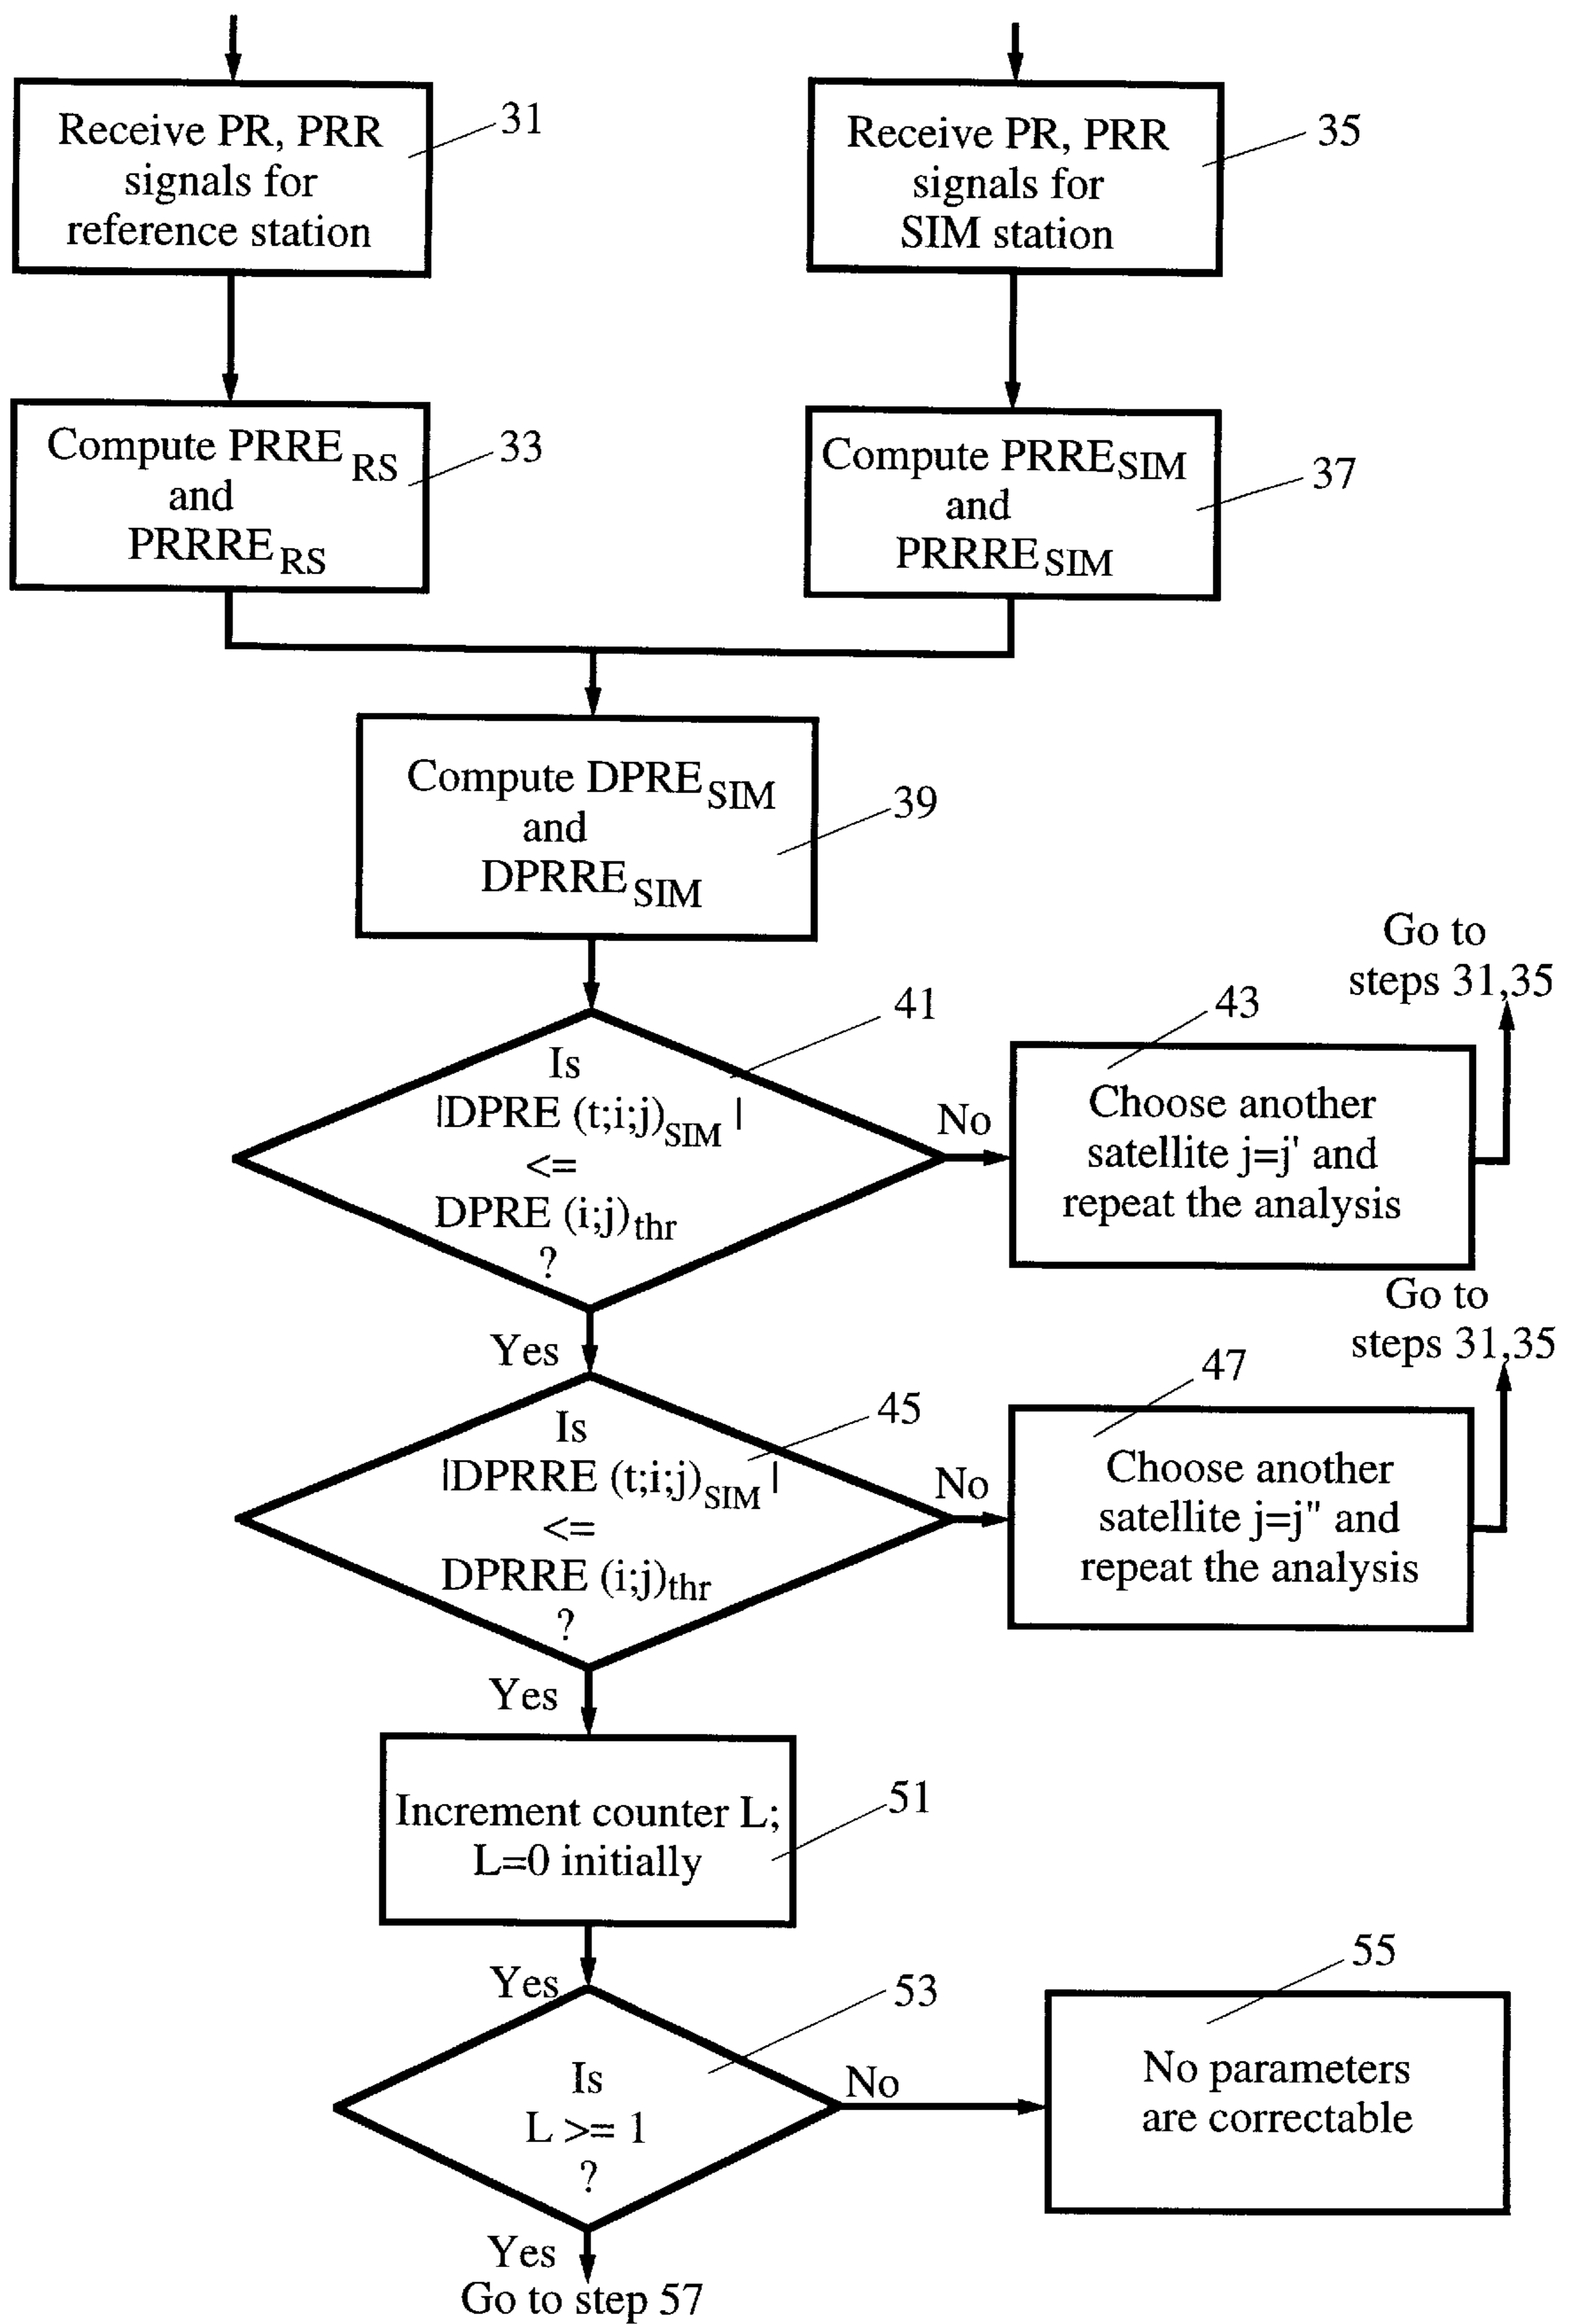 Receive PR, PRR
signals for
reference station
31
Receive PR, PRR
signals for
SIM station
35
Compute PRRE RS
and
PRRRE RS
33
Compute PRRE SIM
and
PRRRE SIM
37
Compute DPRE SIM
and
DPRRE SIM
39
Go to
steps 31,35
41
Is
|DPRE (t;i;j) SIM |
<=
DPRE (i;j) thr
?
No
43
Choose another
satellite j=j' and
repeat the analysis
Yes
Go to
steps 31,35
45
Is
|DPRRE (t;i;j) SIM |
<=
DPRRE (i;j) thr
?
No
47
Choose another
satellite j=j" and
repeat the analysis
Yes
Increment counter L;
L=0 initially
51
Yes
53
Is
L >= 1
?
No
55
No parameters
are correctable
Yes
Go to step 57